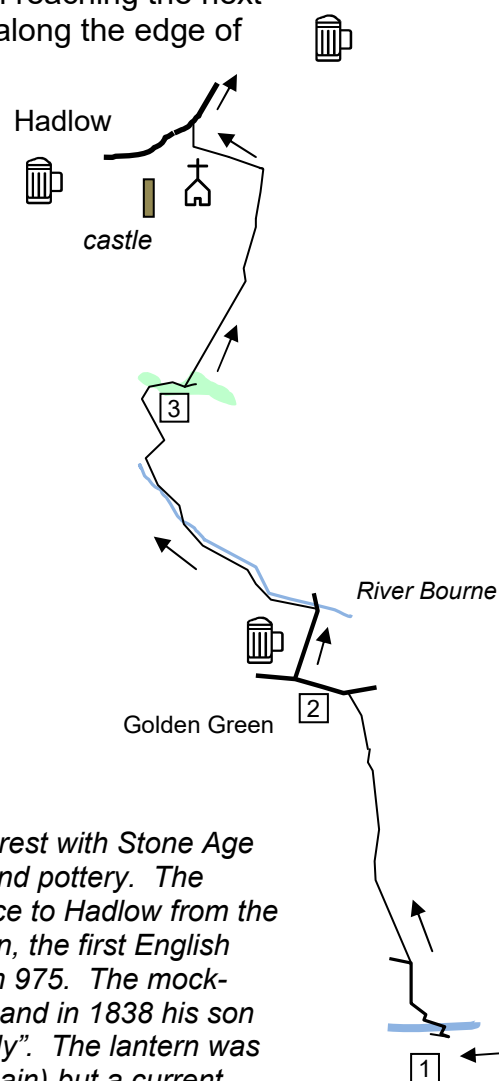 reaching the next
along the edge of
Hadlow
castle
3
River Bourne
2
Golden Green
rest with Stone Age
nd pottery. The
ce to Hadlow from the
n, the first English
n 975. The mock-
and in 1838 his son
ly”. The lantern was
ain) but a current
1